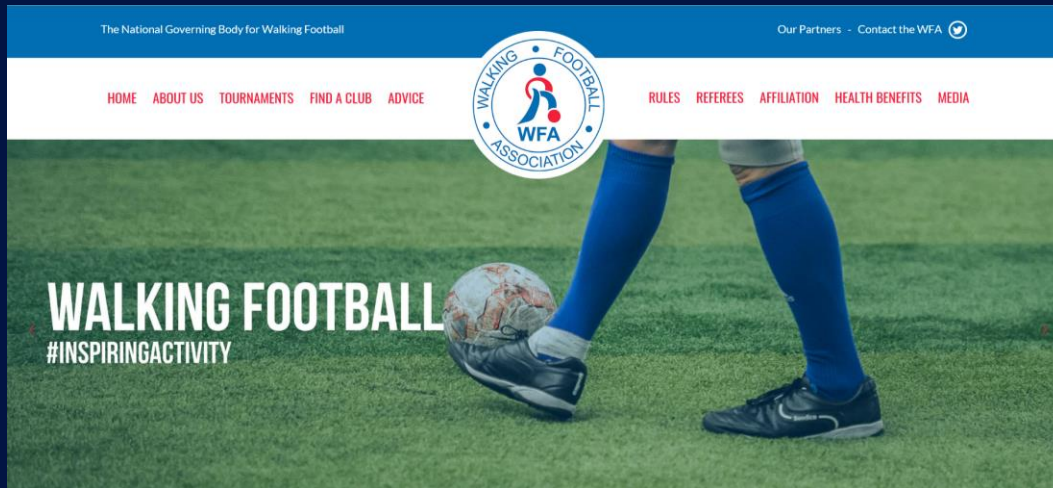 The National Governing Body for Walking Football
Our Partners - Contact the WFA
HOME ABOUT US TOURNAMENTS FIND A CLUB ADVICE
WALKING FOOTBALL
WFA
ASSOCIATION
RULES REFEREES AFFILIATION HEALTH BENEFITS MEDIA
WALKING FOOTBALL
#INSPIRINGACTIVITY